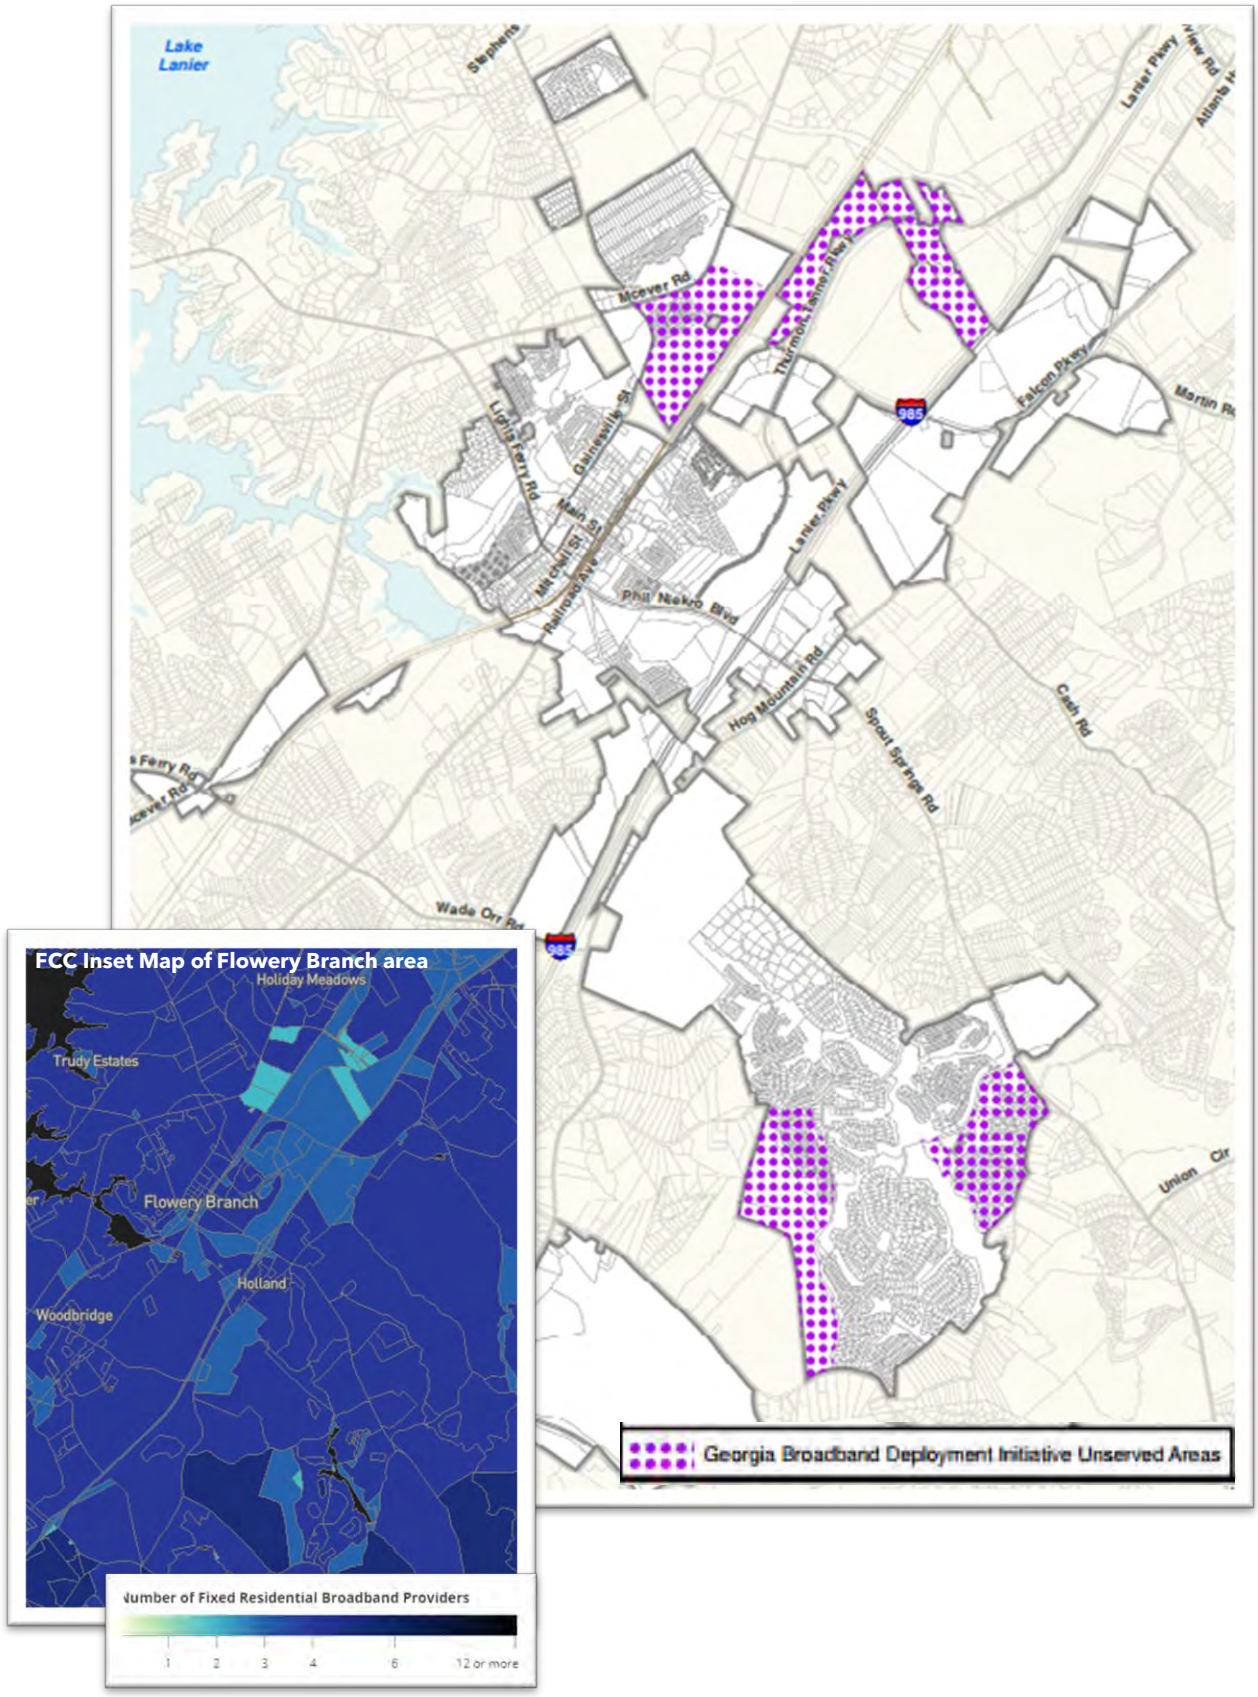 Lake
Lanier
Stephens
Lanier Pkwy
view Rd
Atlanta H
Mcever Rd
Thurmon Tanner Pkwy
985
Falcon Pkwy
Martin Rd
Lights Ferry Rd
Gainesville St
Main St
Mitchell St
Railroad Ave
Lanier Pkwy
Phil Niekro Blvd
Hog Mountain Rd
Cash Rd
Spout Springs Rd
s Ferry Rd
ncever Rd
Wade Orr Rd
985
Union Cir
Georgia Broadband Deployment Initiative Unserved Areas
FCC Inset Map of Flowery Branch area
Holiday Meadows
Trudy Estates
er
Flowery Branch
Holland
Woodbridge
Number of Fixed Residential Broadband Providers
1 2 3 4 6 12 or more